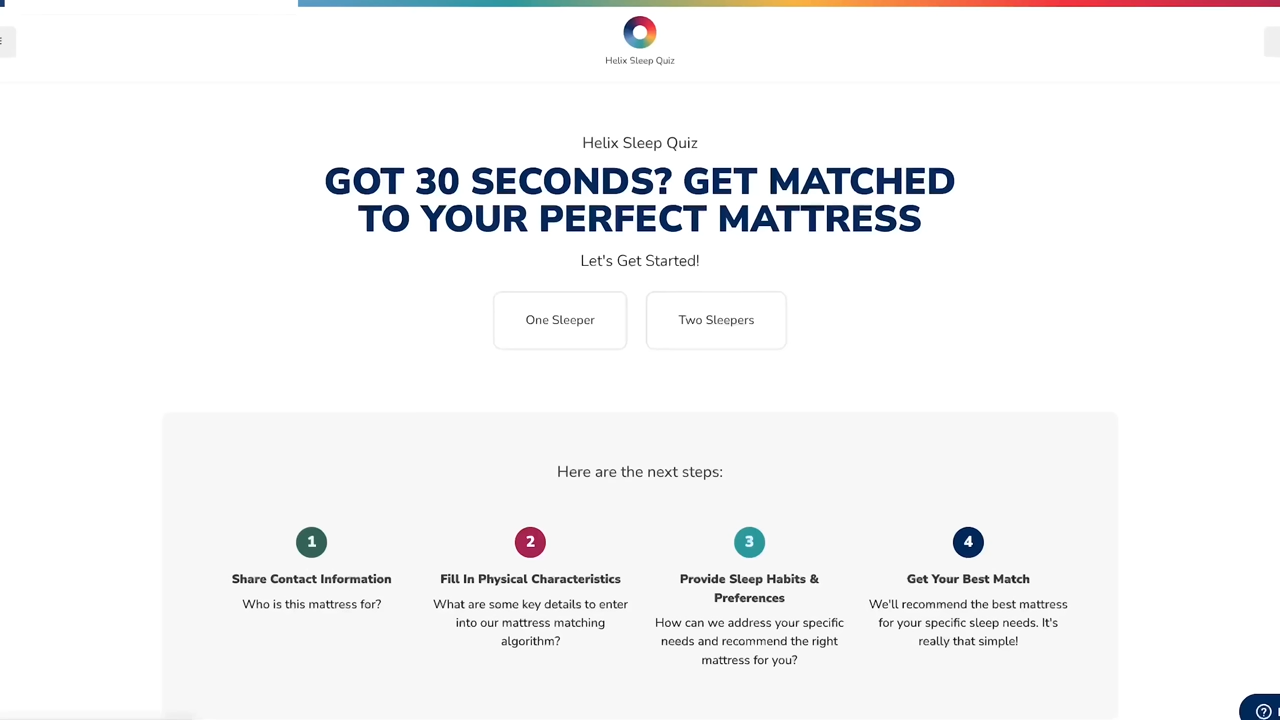 Helix Sleep Quiz
Helix Sleep Quiz
GOT 30 SECONDS? GET MATCHED
TO YOUR PERFECT MATTRESS
Let's Get Started!
One Sleeper
Two Sleepers
Here are the next steps:
1
Share Contact Information
Who is this mattress for?
2
Fill In Physical Characteristics
What are some key details to enter
into our mattress matching
algorithm?
3
Provide Sleep Habits &
Preferences
How can we address your specific
needs and recommend the right
mattress for you?
4
Get Your Best Match
We'll recommend the best mattress
for your specific sleep needs. It's
really that simple!
?